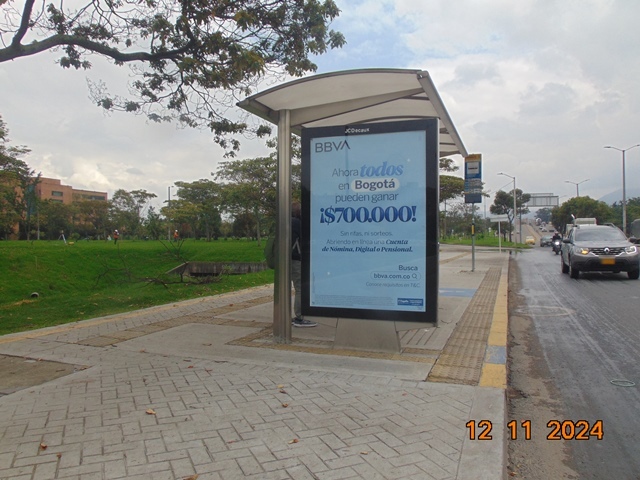 JCDecaux
BBVA
Ahora todos
en Bogotá
pueden ganar
¡$700.000!
Sin rifas, ni sorteos.
Abriendo en línea una Cuenta
de Nómina, Digital o Pensional.
Busca
bbva.com.co
12 11 2024